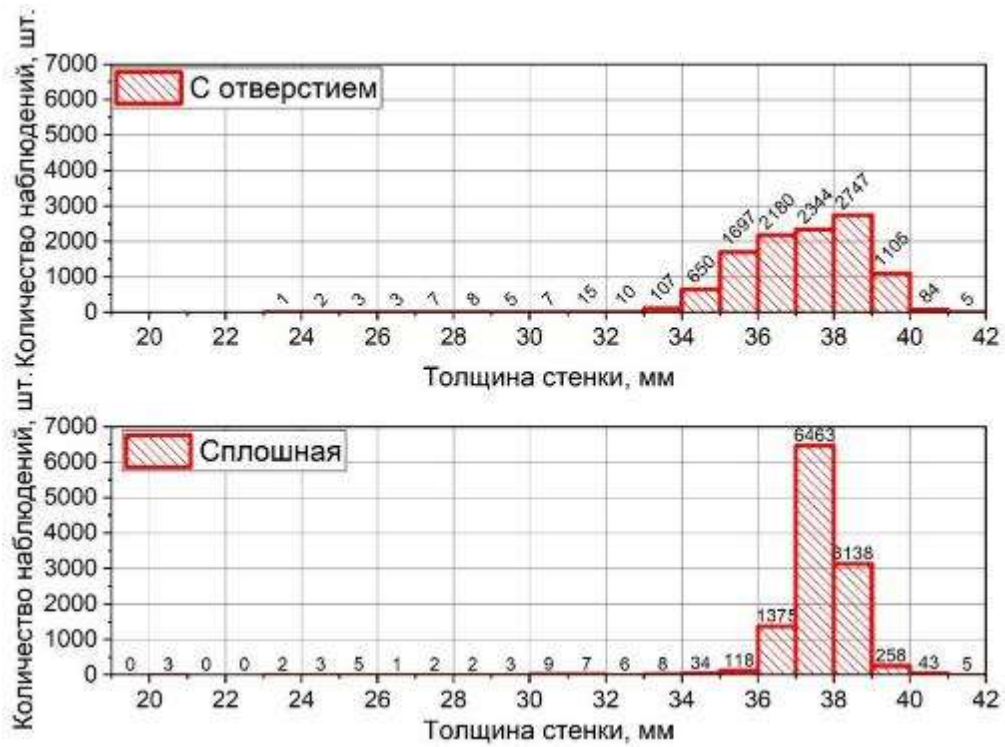 Количество наблюдений, шт.
7000
6000
5000
4000
3000
2000
1000
0
С отверстием
1 2 3 3 7 8 5 7 15 10 107 650 1697 2180 2344 2747 1105 84 5
20 22 24 26 28 30 32 34 36 38 40 42
Толщина стенки, мм
Количество наблюдений, шт.
7000
6000
5000
4000
3000
2000
1000
0
Сплошная
0 3 0 0 2 3 5 1 2 2 3 9 7 6 8 34 118 1375 6463 3138 258 43 5
20 22 24 26 28 30 32 34 36 38 40 42
Толщина стенки, мм